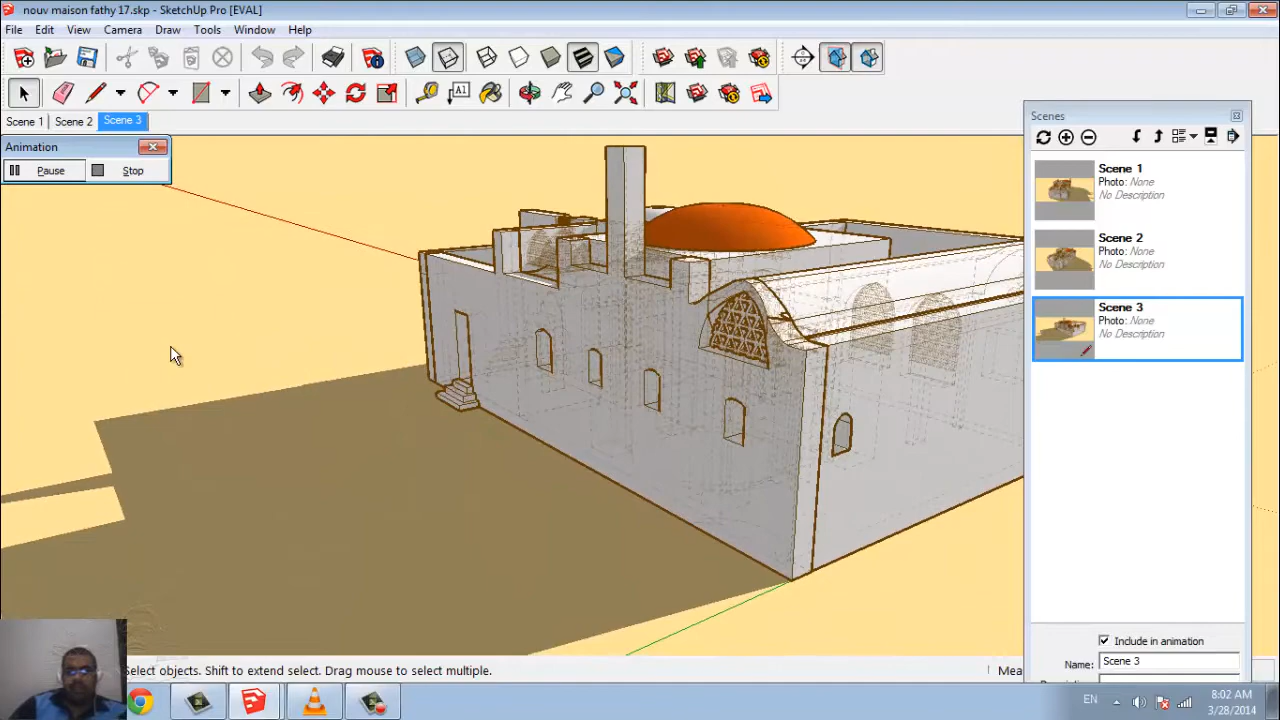 nouv maison fathy 17.skp - SketchUp Pro [EVAL]
File Edit View Camera Draw Tools Window Help
A1
Scene 1 Scene 2 Scene 3
Animation
Pause Stop
Scenes
Scene 1
Photo: None
No Description
Scene 2
Photo: None
No Description
Scene 3
Photo: None
No Description
Include in animation
Name: Scene 3
Select objects. Shift to extend select. Drag mouse to select multiple.
Mea
EN
8:02 AM
3/28/2014